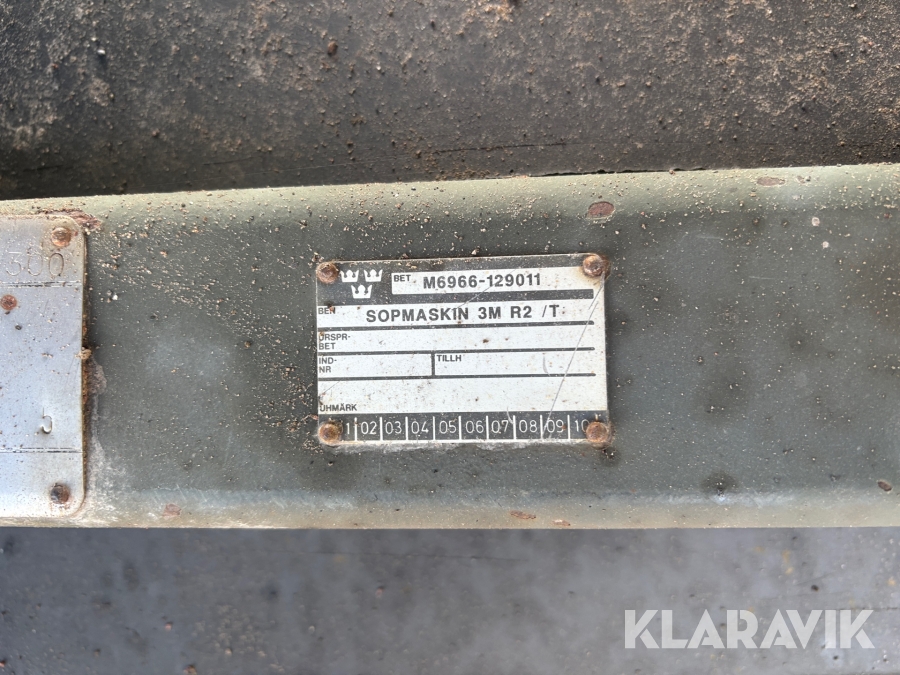 300
BET M6966-129011
BEN SOPMASKIN 3M R2 /T
URSPR-
BET
IND-
NR
TILLH
UHMÄRK
02 03 04 05 06 07 08 09 10
KLARAVIK